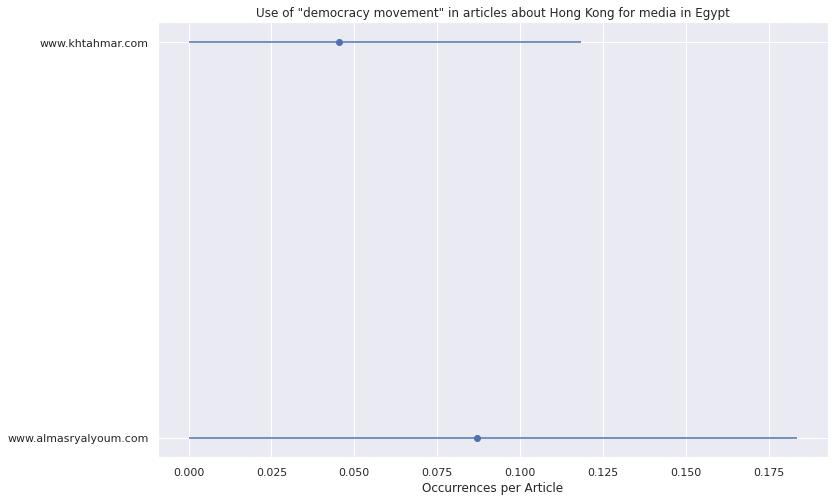 Use of "democracy movement" in articles about Hong Kong for media in Egypt
www.khtahmar.com
www.almasryalyoum.com
0.000 0.025 0.050 0.075 0.100 0.125 0.150 0.175
Occurrences per Article